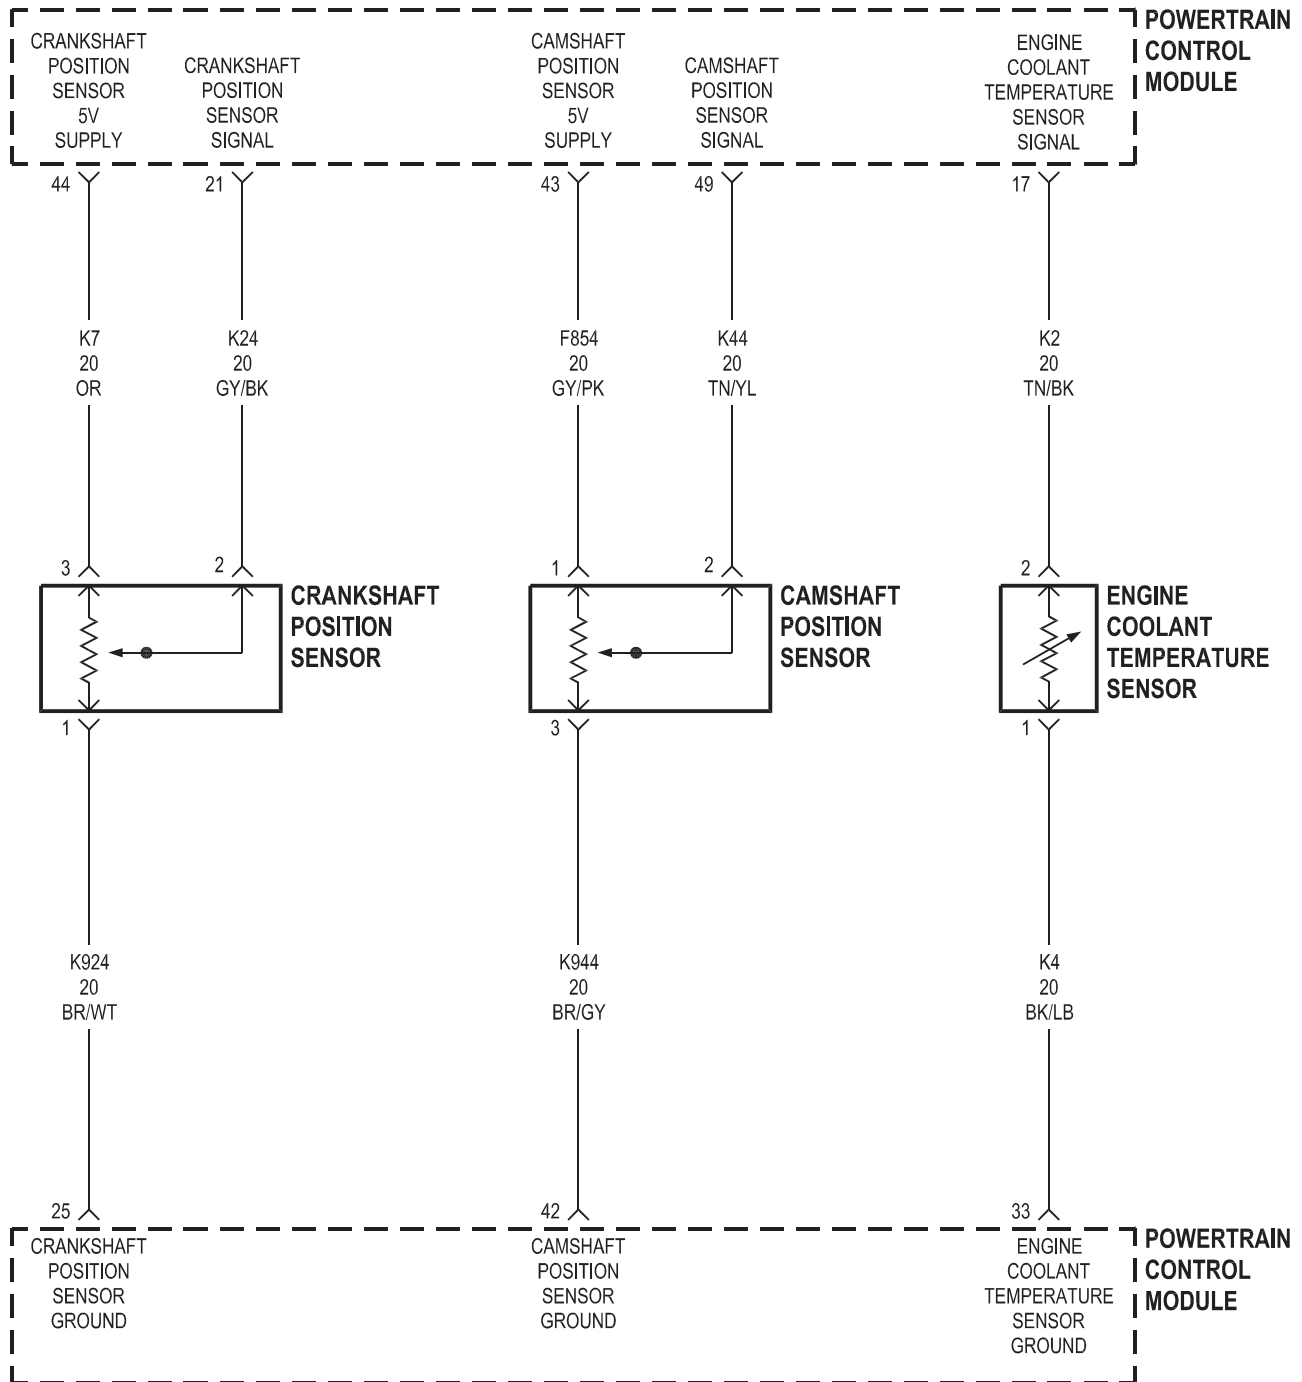 POWERTRAIN
CONTROL
MODULE
CRANKSHAFT
POSITION
SENSOR
5V
SUPPLY
CRANKSHAFT
POSITION
SENSOR
SIGNAL
CAMSHAFT
POSITION
SENSOR
5V
SUPPLY
CAMSHAFT
POSITION
SENSOR
SIGNAL
ENGINE
COOLANT
TEMPERATURE
SENSOR
SIGNAL
44
21
43
49
17
K7
20
OR
K24
20
GY/BK
F854
20
GY/PK
K44
20
TN/YL
K2
20
TN/BK
3
2
1
2
2
CRANKSHAFT
POSITION
SENSOR
CAMSHAFT
POSITION
SENSOR
ENGINE
COOLANT
TEMPERATURE
SENSOR
1
3
1
K924
20
BR/WT
K944
20
BR/GY
K4
20
BK/LB
25
42
33
CRANKSHAFT
POSITION
SENSOR
GROUND
CAMSHAFT
POSITION
SENSOR
GROUND
ENGINE
COOLANT
TEMPERATURE
SENSOR
GROUND
POWERTRAIN
CONTROL
MODULE